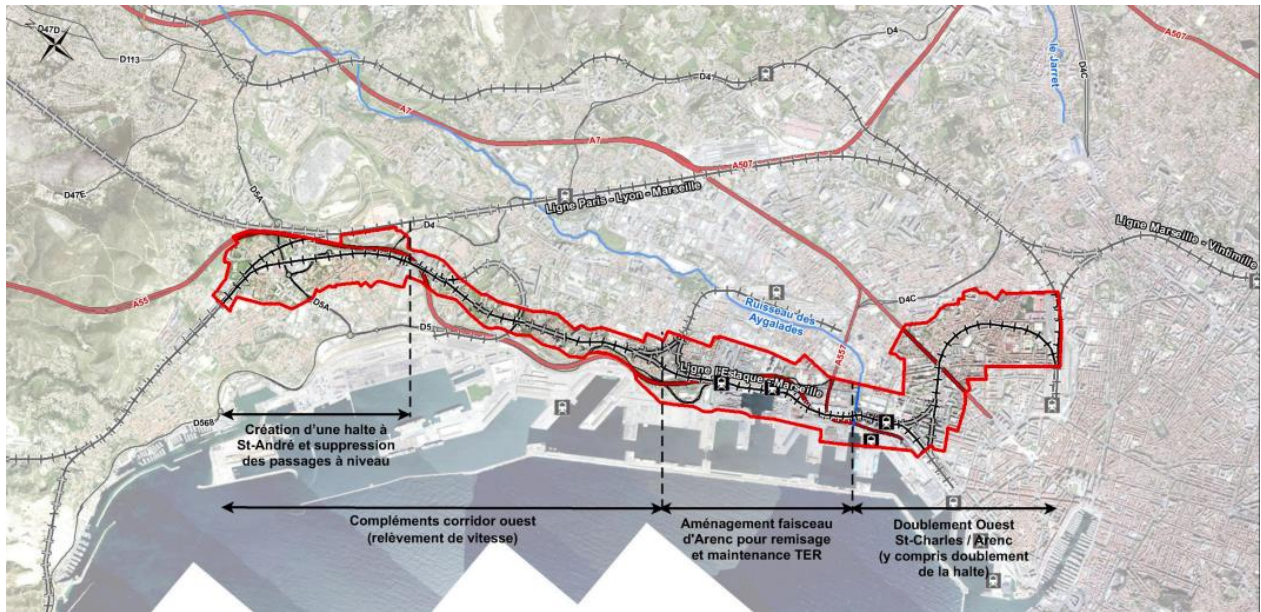 D47D
N
D113
A7
D4
D4
A507
A507
le Jarret
D4C
A7
A507
D5A
D47E
Ligne Paris - Lyon - Marseille
D4
Ligne Marseille - Vintimille
A55
D5A
D5
Ruisseau des
Aygalades
D4C
A557
Ligne l'Estaque - Marseille
D568
Création d'une halte à
St-André et suppression
des passages à niveau
Compléments corridor ouest
(relèvement de vitesse)
Aménagement faisceau
d'Arenc pour remisage
et maintenance TER
Doublement Ouest
St-Charles / Arenc
(y compris doublement
de la halte)